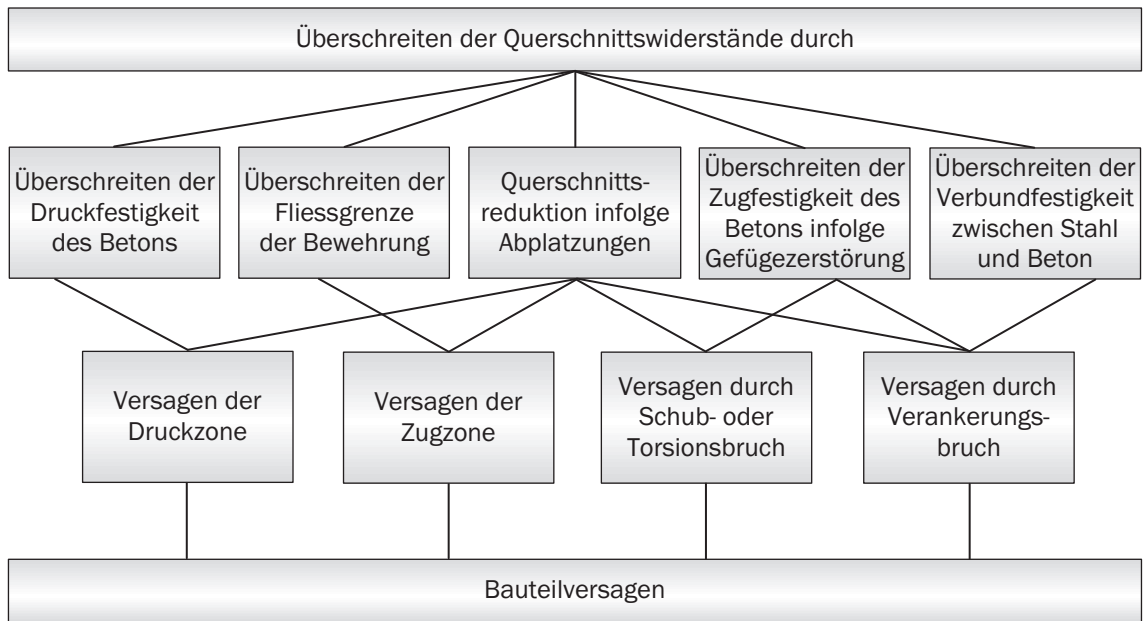 Überschreiten der Querschnittswiderstände durch
Überschreiten der
Druckfestigkeit
des Betons
Überschreiten der
Fliessgrenze
der Bewehrung
Querschnitts-
reduktion infolge
Abplatzungen
Überschreiten der
Zugfestigkeit des
Betons infolge
Gefügezerstörung
Überschreiten der
Verbundfestigkeit
zwischen Stahl
und Beton
Versagen der
Druckzone
Versagen der
Zugzone
Versagen durch
Schub- oder
Torsionsbruch
Versagen durch
Verankerungs-
bruch
Bauteilversagen